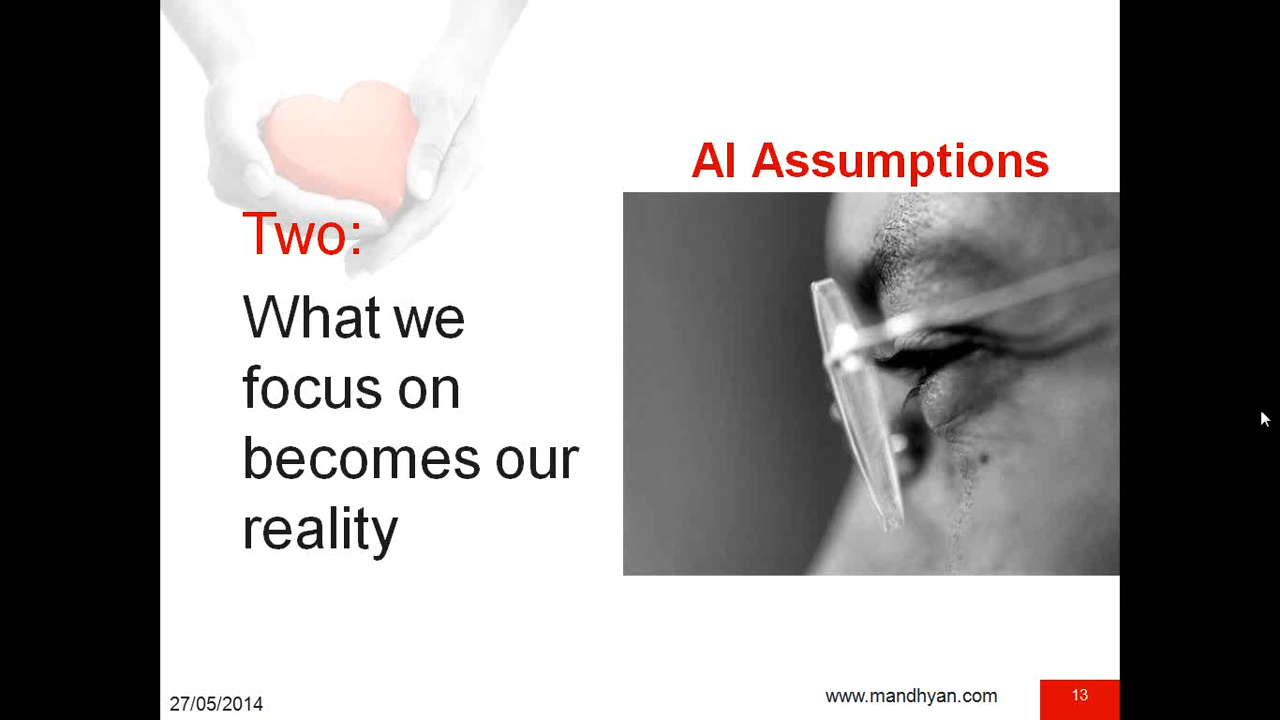 AI Assumptions
Two:
What we
focus on
becomes our
reality
27/05/2014
www.mandhyan.com
13